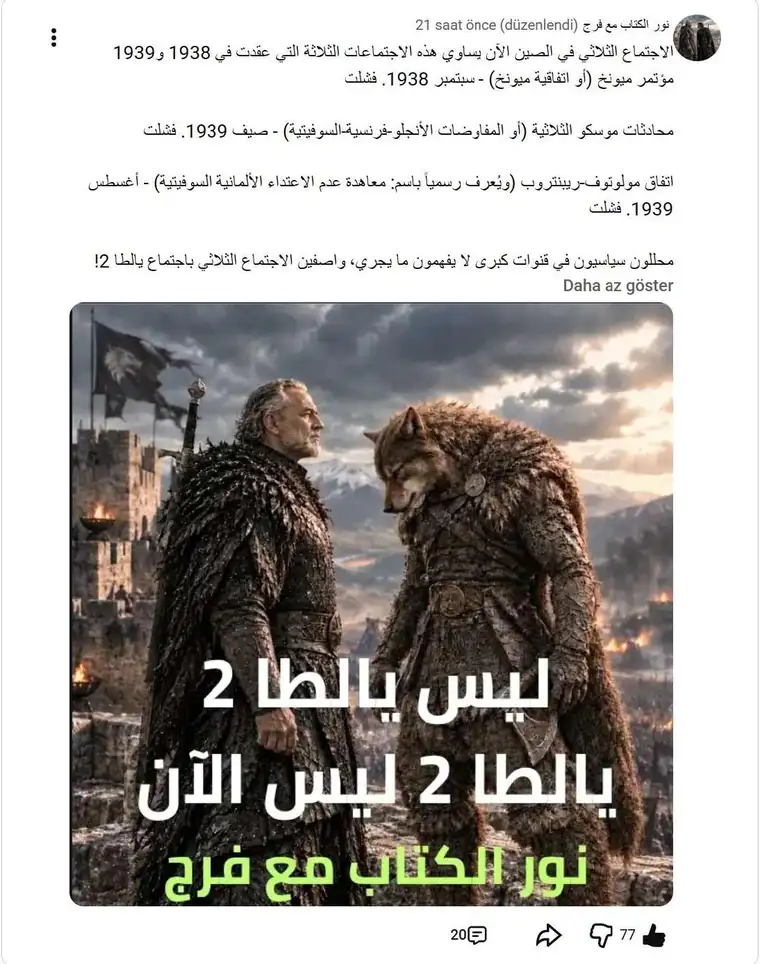 نور الكتاب مع فرج 21 saat önce (düzenlendi)
الاجتماع الثلاثي في الصين الآن يساوي هذه الاجتماعات الثلاثة التي عقدت في 1938 و1939
مؤتمر ميونخ (أو اتفاقية ميونخ) - سبتمبر 1938. فشلت
محادثات موسكو الثلاثية (أو المفاوضات الأنجلو-فرنسية-السوفيتية) - صيف 1939. فشلت
اتفاق مولوتوف-ريبنتروب (ويُعرف رسمياً باسم: معاهدة عدم الاعتداء الألمانية السوفيتية) - أغسطس
1939. فشلت
محللون سياسيون في قنوات كبرى لا يفهمون ما يجري، واصفين الاجتماع الثلاثي باجتماع يالطا 2!
Daha az göster
ليس يالطا 2
يالطا 2 ليس الآن
نور الكتاب مع فرج
77
20